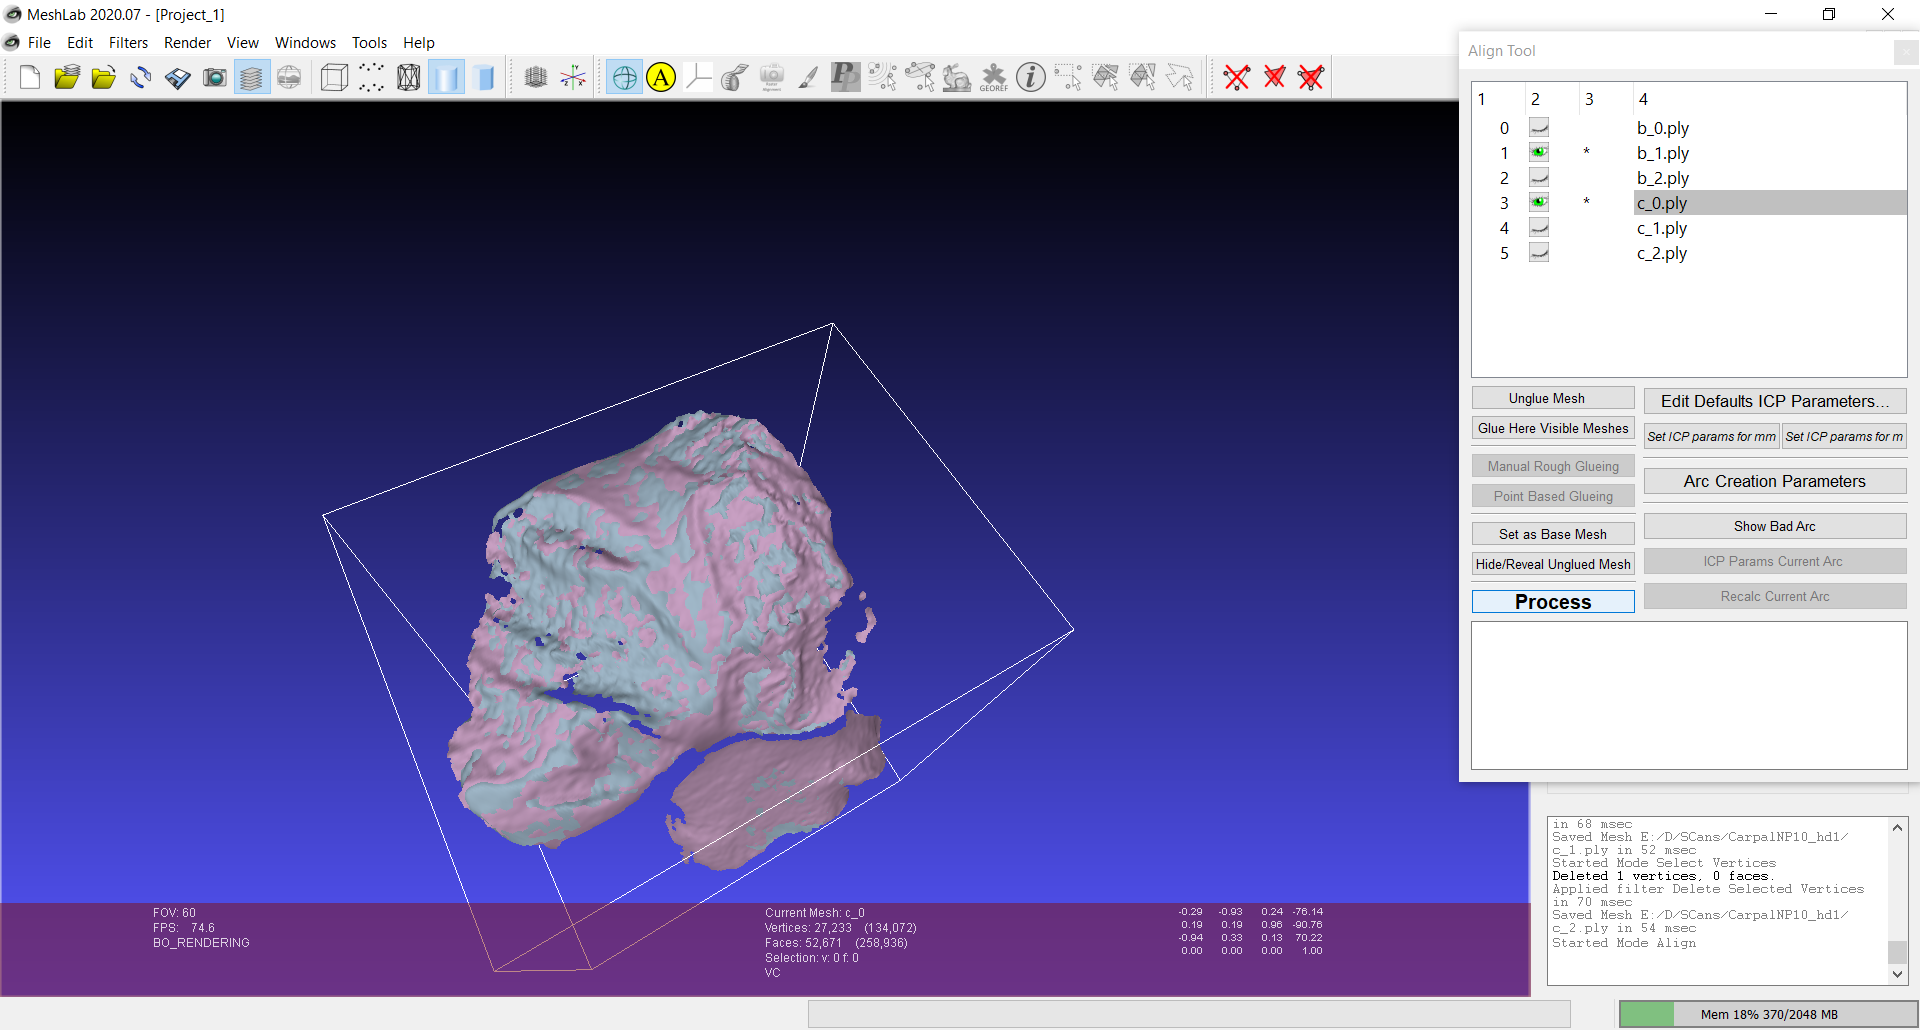 MeshLab 2020.07 - [Project_1]
File Edit Filters Render View Windows Tools Help
A
GEOREF
Align Tool
1 2 3 4
0 b_0.ply
1 * b_1.ply
2 b_2.ply
3 * c_0.ply
4 c_1.ply
5 c_2.ply
Unglue Mesh
Glue Here Visible Meshes
Manual Rough Glueing
Point Based Glueing
Set as Base Mesh
Hide/Reveal Unglued Mesh
Process
Edit Defaults ICP Parameters...
Set ICP params for mm
Set ICP params for m
Arc Creation Parameters
Show Bad Arc
ICP Params Current Arc
Recalc Current Arc
in 68 msec
Saved Mesh E:/D/SCans/CarpalNP10_hd1/
c_1.ply in 52 msec
Started Mode Select Vertices
Deleted 1 vertices, 0 faces.
Applied filter Delete Selected Vertices
in 70 msec
Saved Mesh E:/D/SCans/CarpalNP10_hd1/
c_2.ply in 54 msec
Started Mode Align
FOV: 60
FPS: 74.6
BO_RENDERING
Current Mesh: c_0
Vertices: 27,233 (134,072)
Faces: 52,671 (258,936)
Selection: v: 0 f: 0
VC
-0.29 -0.93 0.24 -76.14
0.19 0.19 0.96 -90.76
-0.94 0.33 0.13 70.22
0.00 0.00 0.00 1.00
Mem 18% 370/2048 MB